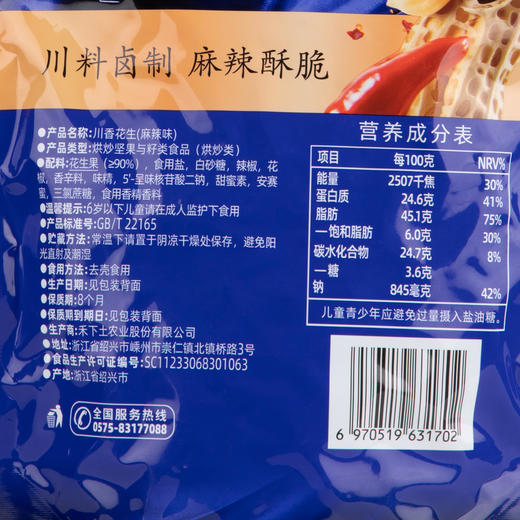 川料卤制 麻辣酥脆
●产品名称:川香花生(麻辣味)
●产品类型:烘炒坚果与籽类食品（烘炒类）
●配料:花生果（≥90%），食用盐，白砂糖，辣椒，花
椒，香辛料，味精，5'-呈味核苷酸二钠，甜蜜素，安赛
蜜，三氯蔗糖，食用香精香料
●温馨提示:6岁以下儿童请在成人监护下食用
●产品标准号:GB/T 22165
●贮藏方法:常温下请置于阴凉干燥处保存，避免阳
光直射及潮湿
●食用方法:去壳食用
●生产日期:见包装背面
●保质期:8个月
●保质期到期日:见包装背面
●生产商:禾下土农业股份有限公司
●地址:浙江省绍兴市嵊州市崇仁镇北镇桥路3号
●食品生产许可证编号:SC11233068301063
●产地:浙江省绍兴市
全国服务热线
0575-83177088
营养成分表
项目 每100克 NRV%
能量 2507千焦 30%
蛋白质 24.6克 41%
脂肪 45.1克 75%
—饱和脂肪 6.0克 30%
碳水化合物 24.7克 8%
—糖 3.6克
钠 845毫克 42%
儿童青少年应避免过量摄入盐油糖。
6 970519 631702